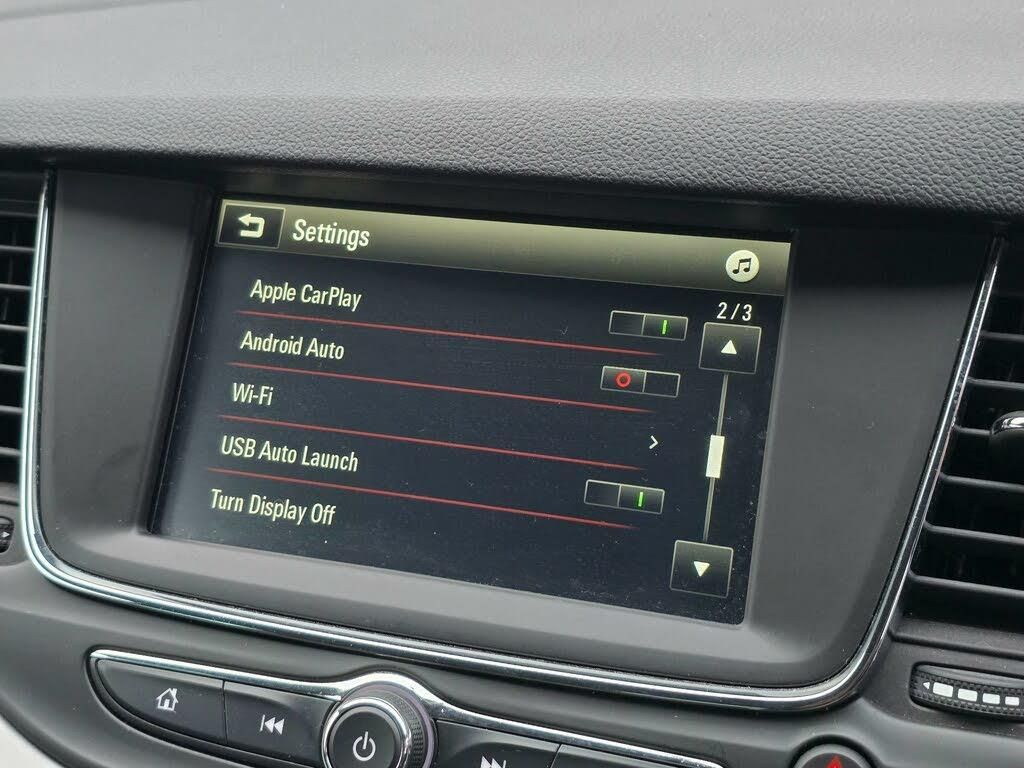 Settings
2/3
Apple CarPlay
Android Auto
Wi-Fi
USB Auto Launch
Turn Display Off